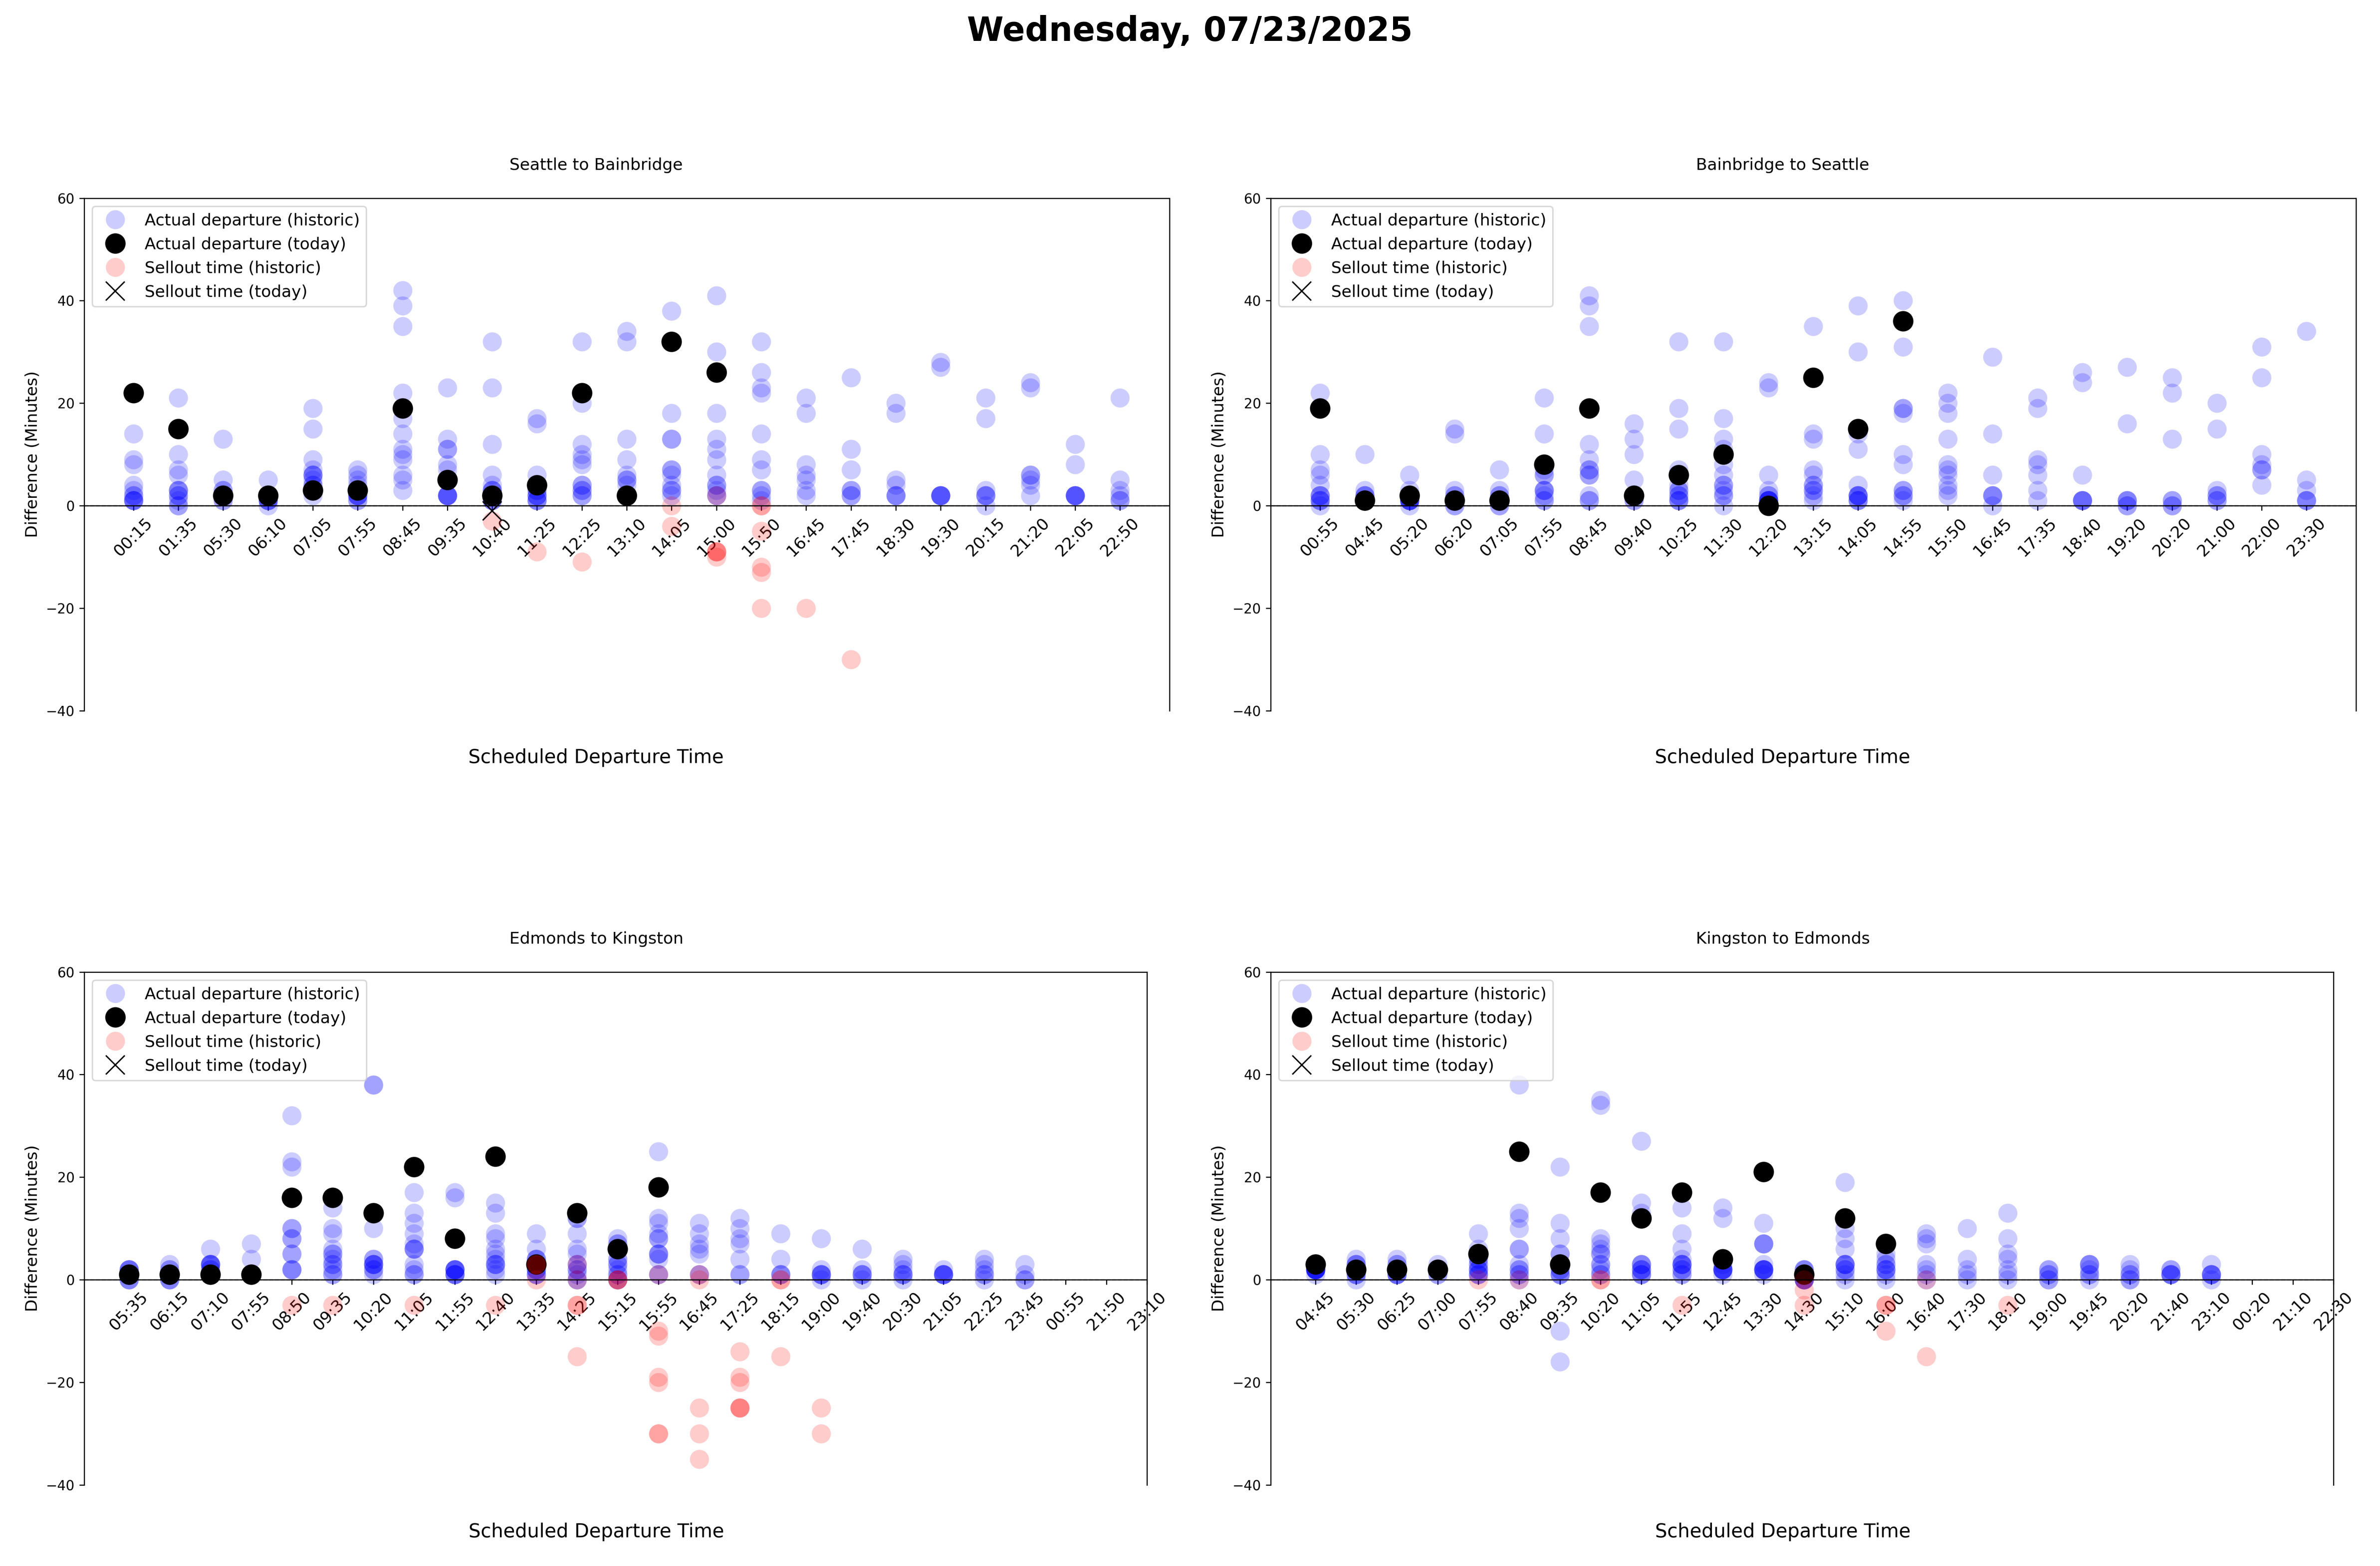 Wednesday, 07/23/2025
Seattle to Bainbridge
60
40
20
0
−20
−40
Difference (Minutes)
Actual departure (historic)
Actual departure (today)
Sellout time (historic)
Sellout time (today)
00:15 01:35 05:30 06:10 07:05 07:55 08:45 09:35 10:40 11:25 12:25 13:10 14:05 15:00 15:50 16:45 17:45 18:30 19:30 20:15 21:20 22:05 22:50
Scheduled Departure Time
Bainbridge to Seattle
60
40
20
0
−20
−40
Difference (Minutes)
Actual departure (historic)
Actual departure (today)
Sellout time (historic)
Sellout time (today)
00:55 04:45 05:20 06:20 07:05 07:55 08:45 09:40 10:25 11:30 12:20 13:15 14:05 14:55 15:50 16:45 17:35 18:40 19:20 20:20 21:00 22:00 23:30
Scheduled Departure Time
Edmonds to Kingston
60
40
20
0
−20
−40
Difference (Minutes)
Actual departure (historic)
Actual departure (today)
Sellout time (historic)
Sellout time (today)
05:35 06:15 07:10 07:55 08:50 09:35 10:20 11:05 11:55 12:40 13:35 14:25 15:15 15:55 16:45 17:25 18:15 19:00 19:40 20:30 21:05 22:25 23:45 00:55 21:50 23:10
Scheduled Departure Time
Kingston to Edmonds
60
40
20
0
−20
−40
Difference (Minutes)
Actual departure (historic)
Actual departure (today)
Sellout time (historic)
Sellout time (today)
04:45 05:30 06:25 07:00 07:55 08:40 09:35 10:20 11:05 11:55 12:45 13:30 14:30 15:10 16:00 16:40 17:30 18:10 19:00 19:45 20:20 21:40 23:10 00:20 21:10 22:30
Scheduled Departure Time